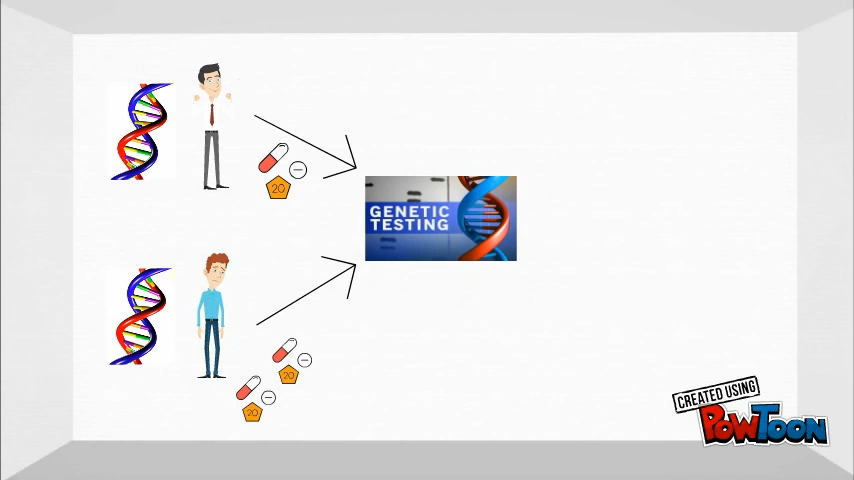 20
GENETIC
TESTING
20
20
CREATED USING
POWTOON